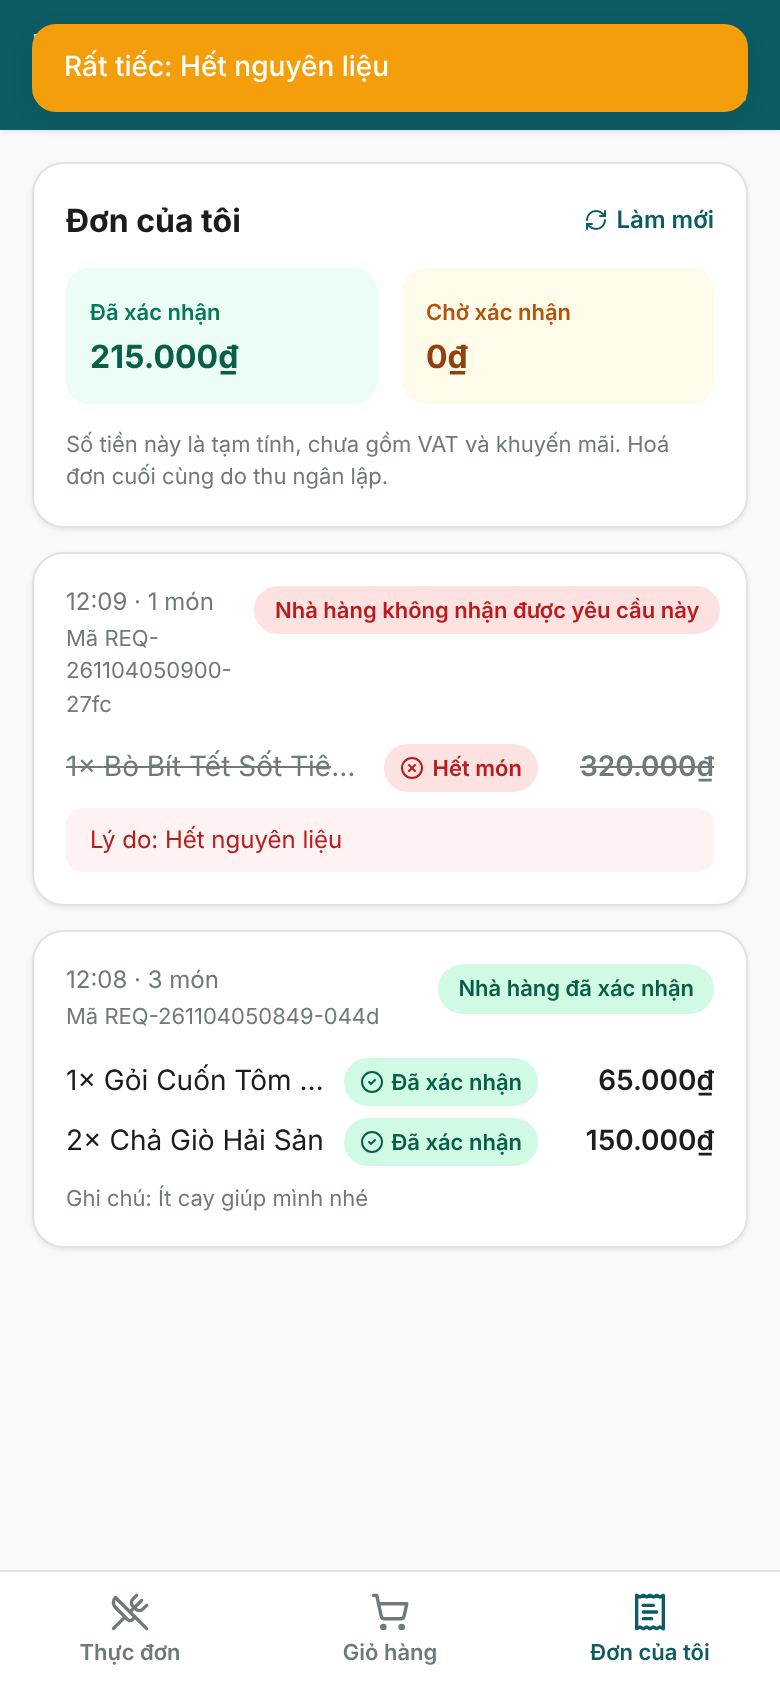 Rất tiếc: Hết nguyên liệu
Đơn của tôi
Làm mới
Đã xác nhận
215.000₫
Chờ xác nhận
0₫
Số tiền này là tạm tính, chưa gồm VAT và khuyến mãi. Hoá
đơn cuối cùng do thu ngân lập.
12:09 · 1 món
Nhà hàng không nhận được yêu cầu này
Mã REQ-
261104050900-
27fc
1× Bò Bít Tết Sốt Tiê...
Hết món
320.000₫
Lý do: Hết nguyên liệu
12:08 · 3 món
Nhà hàng đã xác nhận
Mã REQ-261104050849-044d
1× Gỏi Cuốn Tôm ...
Đã xác nhận
65.000₫
2× Chả Giò Hải Sản
Đã xác nhận
150.000₫
Ghi chú: Ít cay giúp mình nhé
Thực đơn
Giỏ hàng
Đơn của tôi